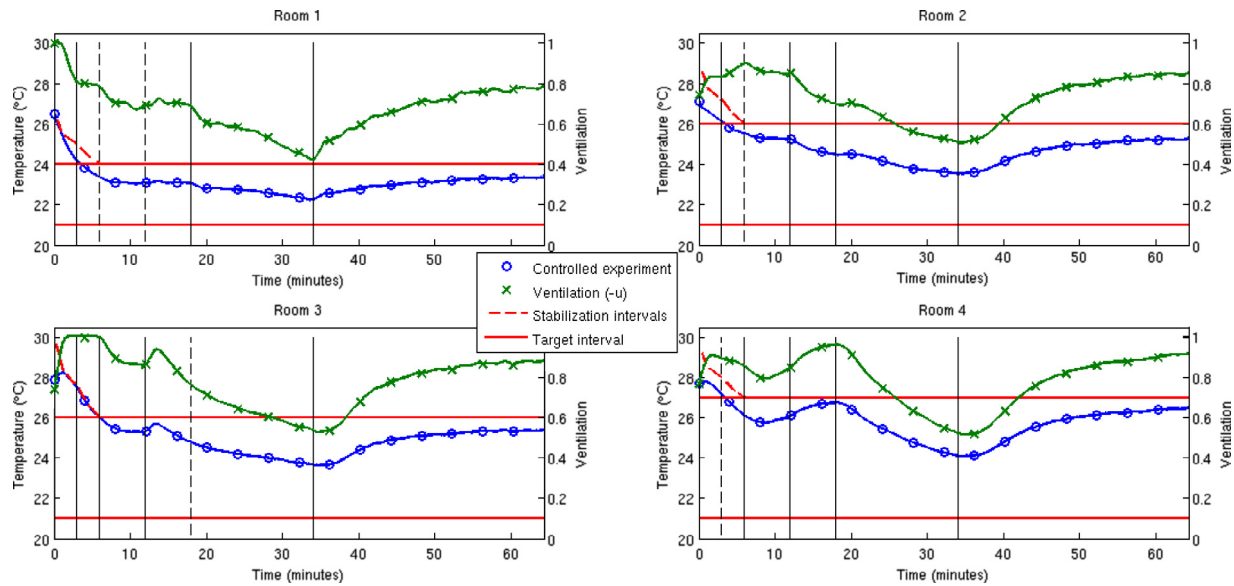 Room 1
Temperature (°C)
30
28
26
24
22
20
0 10 20 30 40 50 60
Time (minutes)
1
0.8
0.6
0.4
0.2
0
Ventilation
Room 2
Temperature (°C)
30
28
26
24
22
20
0 10 20 30 40 50 60
Time (minutes)
1
0.8
0.6
0.4
0.2
0
Ventilation
Controlled experiment
Ventilation (-u)
Stabilization intervals
Target interval
Room 3
Temperature (°C)
30
28
26
24
22
20
0 10 20 30 40 50 60
Time (minutes)
1
0.8
0.6
0.4
0.2
0
Ventilation
Room 4
Temperature (°C)
30
28
26
24
22
20
0 10 20 30 40 50 60
Time (minutes)
1
0.8
0.6
0.4
0.2
0
Ventilation